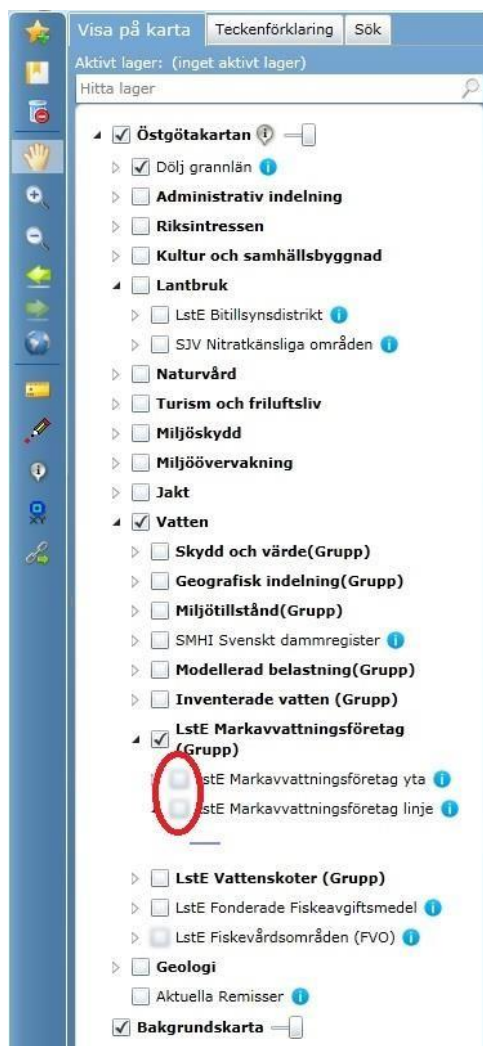 Visa på karta Teckenförklaring Sök
Aktivt lager: (inget aktivt lager)
Hitta lager
Östgötakartan
Dölj grannlän
Administrativ indelning
Riksintressen
Kultur och samhällsbyggnad
Lantbruk
LstE Bitillsynsdistrikt
SJV Nitratkänsliga områden
Naturvård
Turism och friluftsliv
Miljöskydd
Miljöövervakning
Jakt
Vatten
Skydd och värde(Grupp)
Geografisk indelning(Grupp)
Miljötillstånd(Grupp)
SMHI Svenskt dammregister
Modellerad belastning(Grupp)
Inventerade vatten (Grupp)
LstE Markavvattningsföretag
(Grupp)
LstE Markavvattningsföretag yta
LstE Markavvattningsföretag linje
LstE Vattenskoter (Grupp)
LstE Fonderade Fiskeavgiftsmedel
LstE Fiskevårdsområden (FVO)
Geologi
Aktuella Remisser
Bakgrundskarta